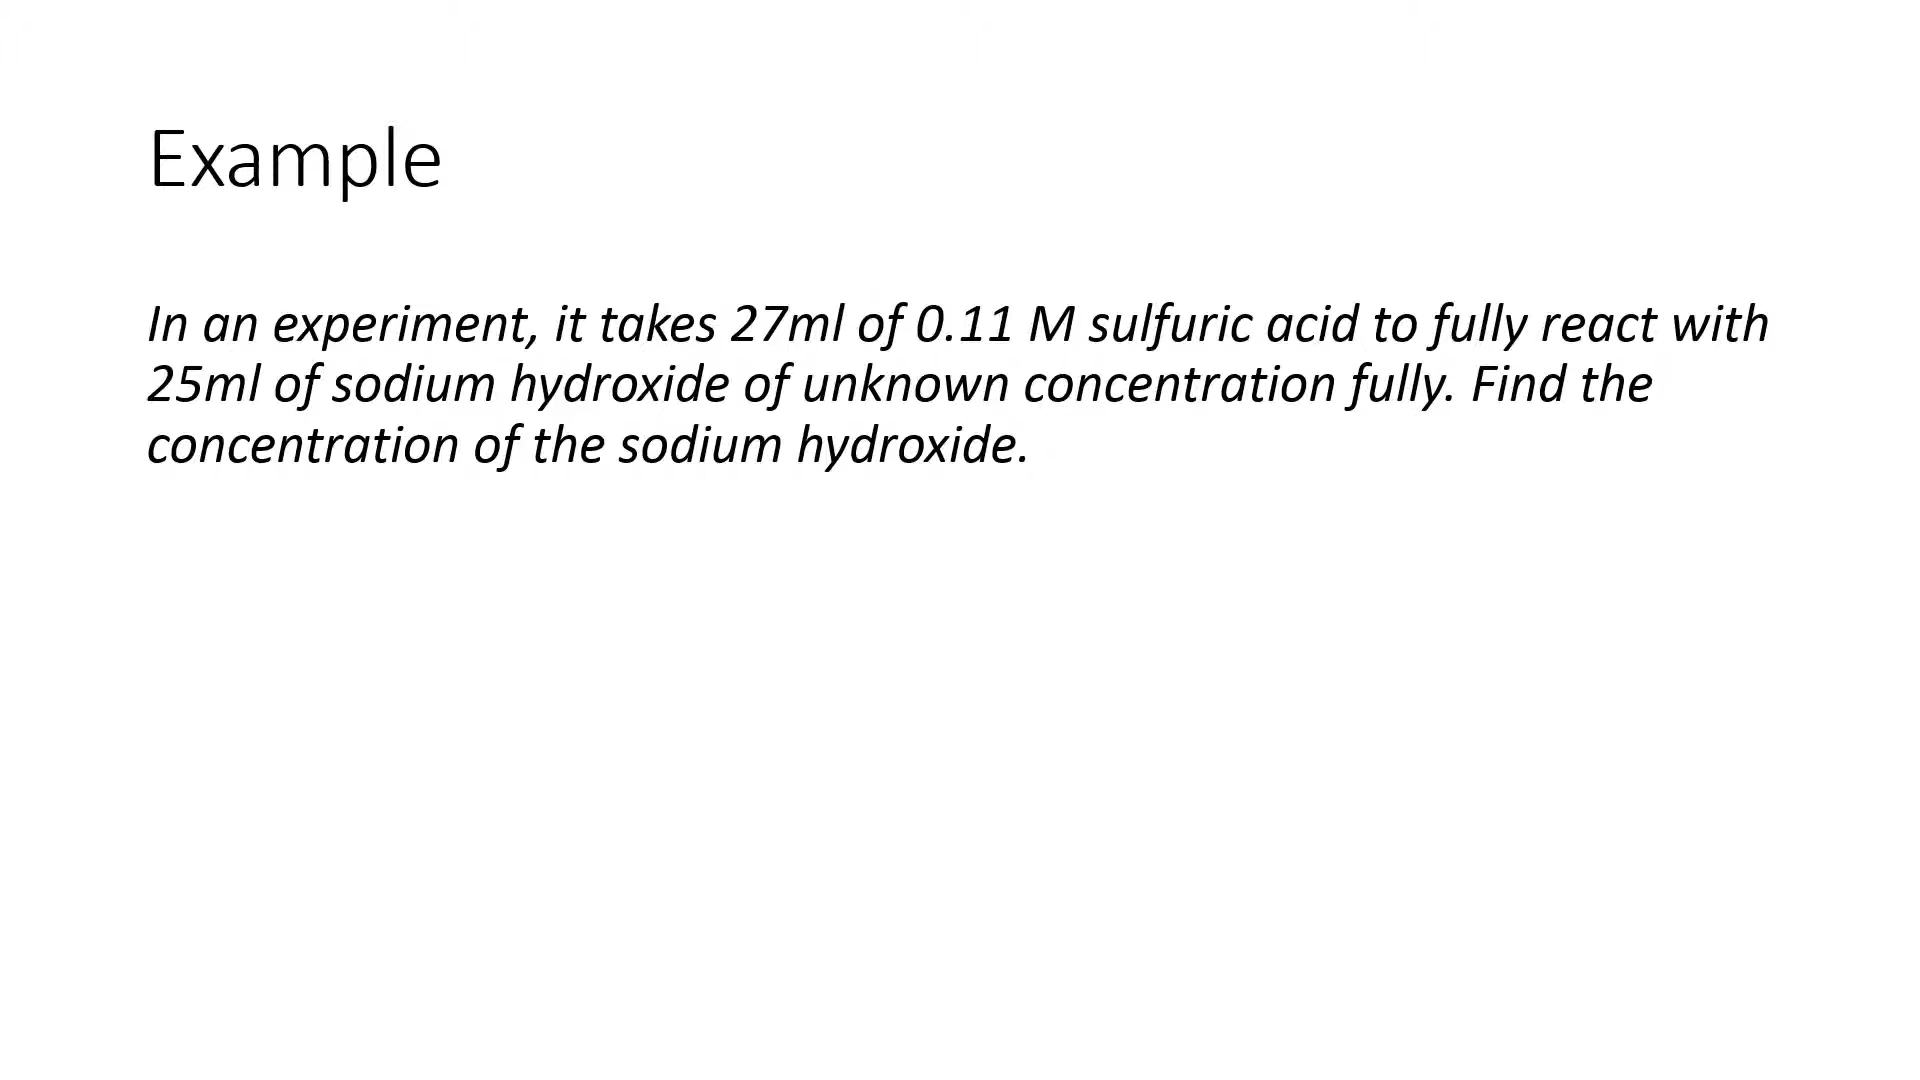 Example
In an experiment, it takes 27ml of 0.11 M sulfuric acid to fully react with
25ml of sodium hydroxide of unknown concentration fully. Find the
concentration of the sodium hydroxide.